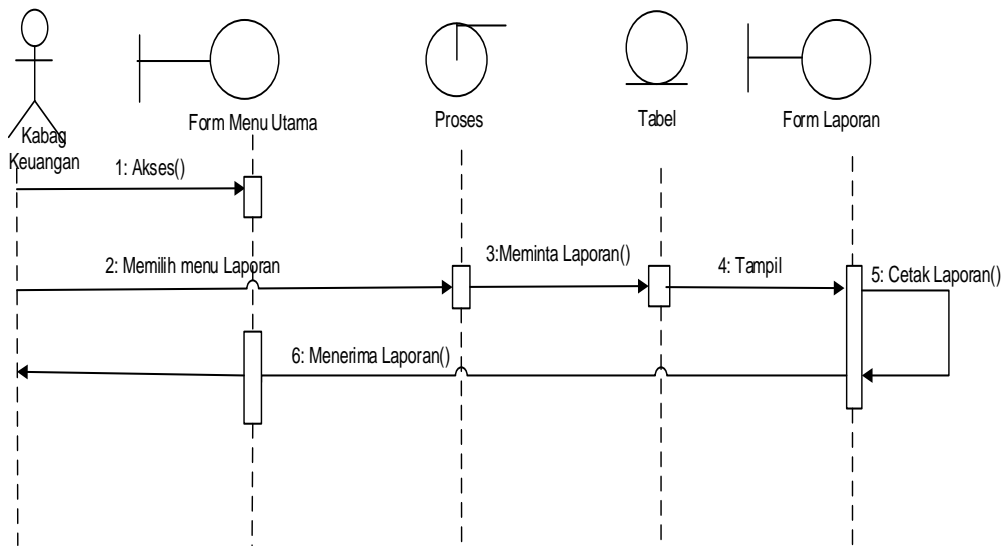 Form Menu Utama
Proses
Tabel
Form Laporan
Kabag
Keuangan
1: Akses()
2: Memilih menu Laporan
3:Meminta Laporan()
4: Tampil
5: Cetak Laporan()
6: Menerima Laporan()